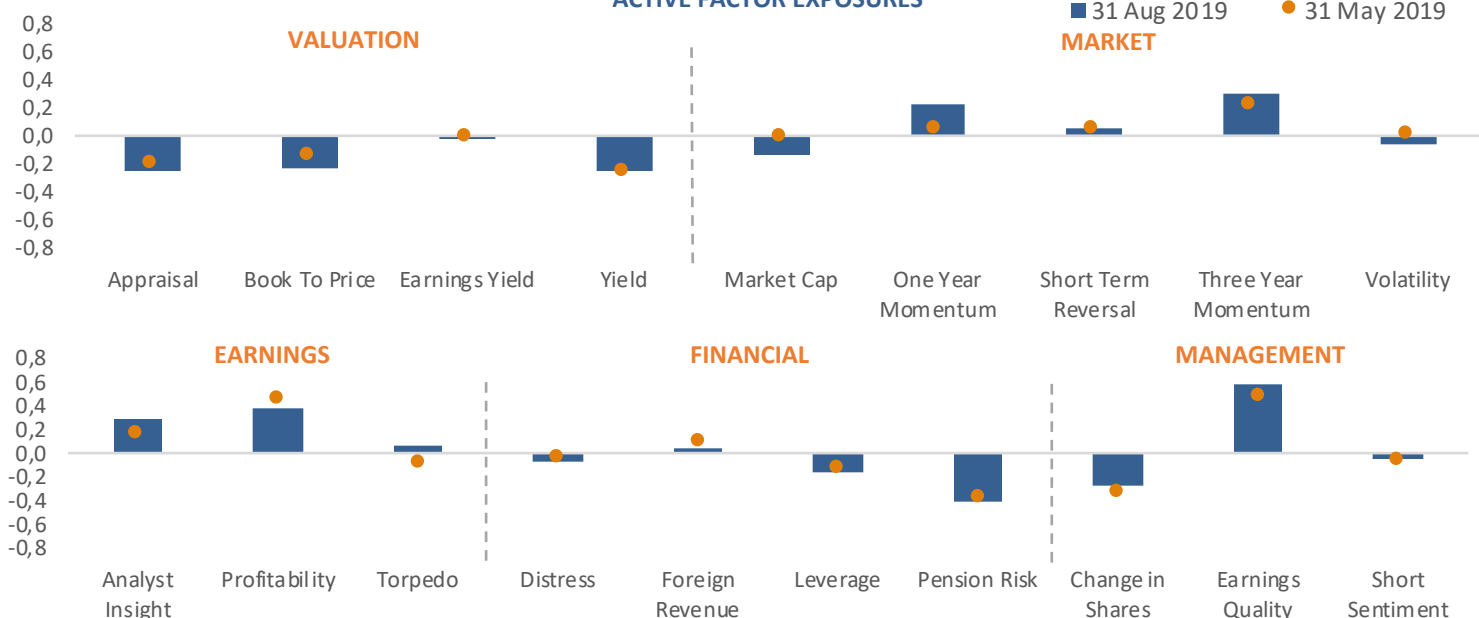 ACTIVE FACTOR EXPOSURES
31 Aug 2019 31 May 2019
VALUATION MARKET
0,8
0,6
0,4
0,2
0,0
-0,2
-0,4
-0,6
-0,8
Appraisal Book To Price Earnings Yield Yield Market Cap One Year Short Term Three Year Volatility
Momentum Reversal Momentum
EARNINGS FINANCIAL MANAGEMENT
0,8
0,6
0,4
0,2
0,0
-0,2
-0,4
-0,6
-0,8
Analyst Profitability Torpedo Distress Foreign Leverage Pension Risk Change in Earnings Short
Insight Revenue Shares Quality Sentiment